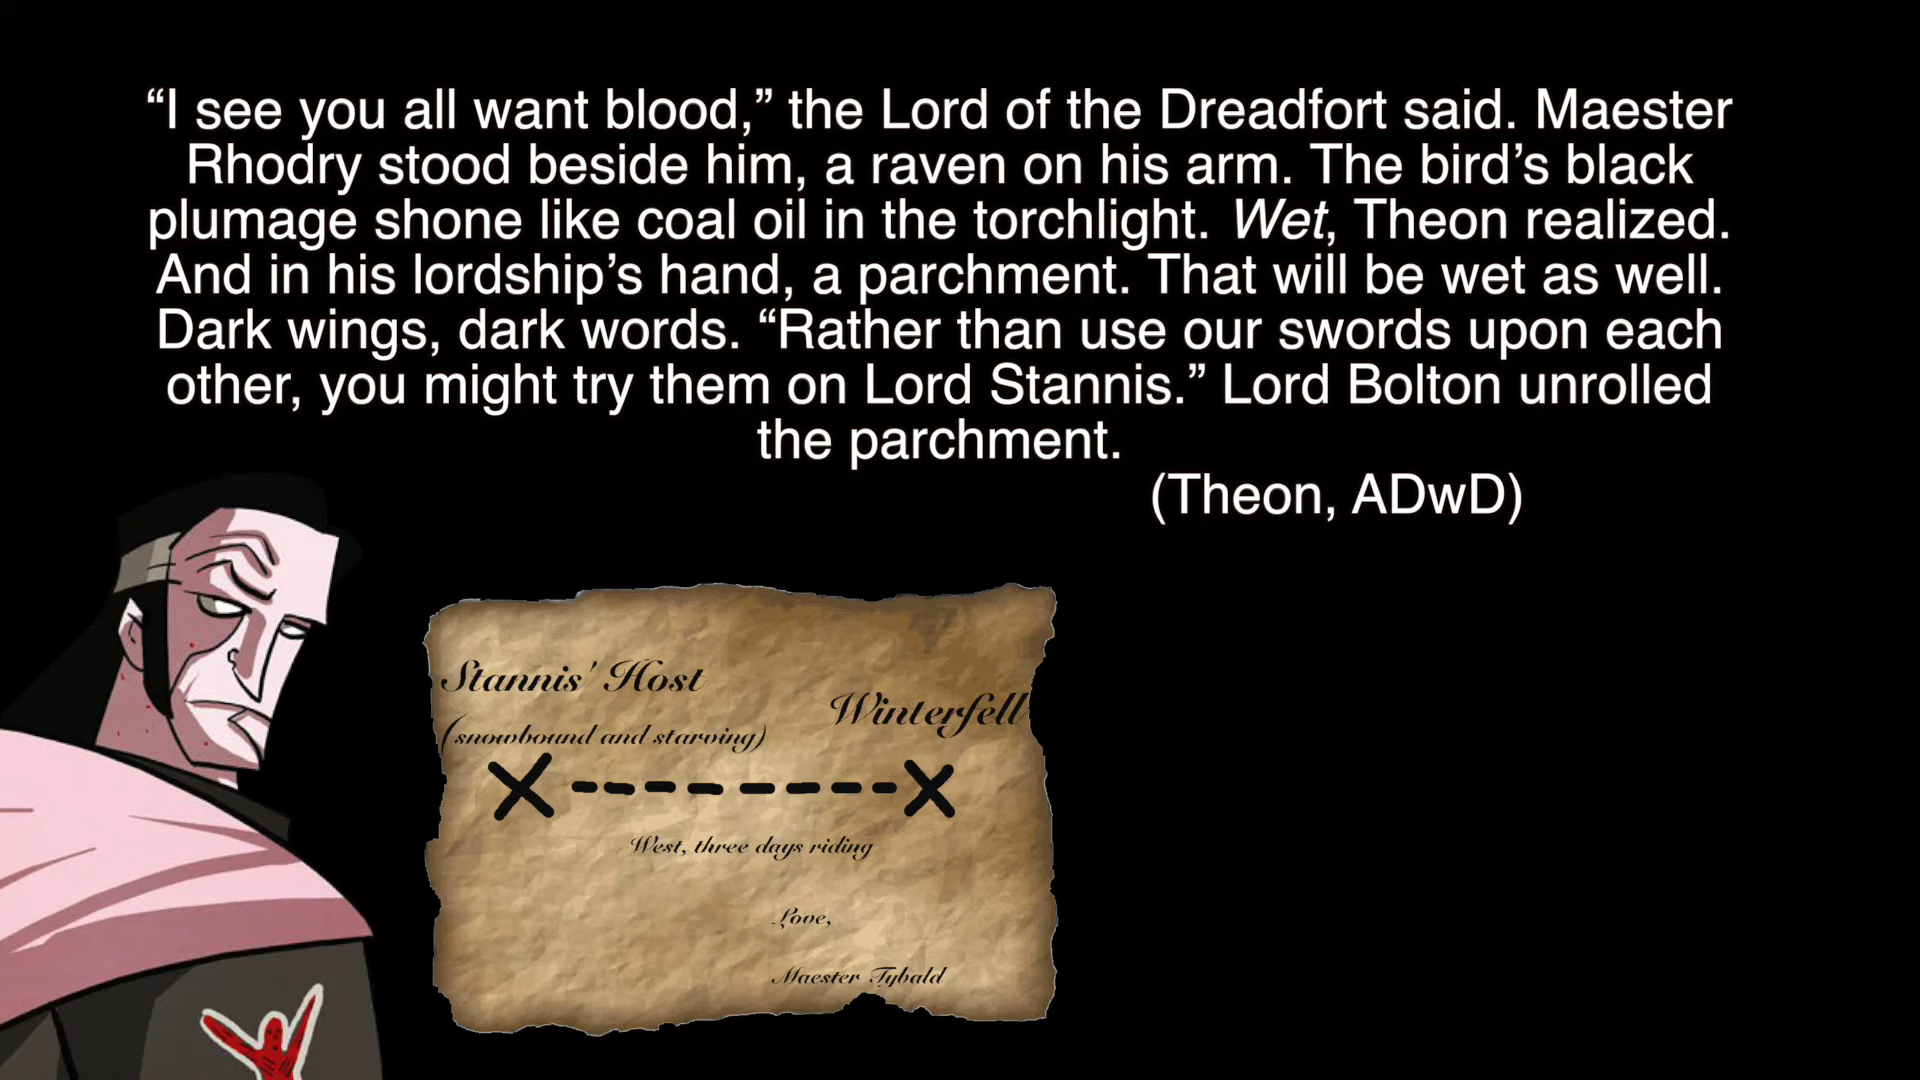 “I see you all want blood,” the Lord of the Dreadfort said. Maester
Rhodry stood beside him, a raven on his arm. The bird’s black
plumage shone like coal oil in the torchlight. Wet, Theon realized.
And in his lordship’s hand, a parchment. That will be wet as well.
Dark wings, dark words. “Rather than use our swords upon each
other, you might try them on Lord Stannis.” Lord Bolton unrolled
the parchment.
(Theon, ADwD)
Stannis' Host
(snowbound and starving)
Winterfell
West, three days riding
Love,
Maester Tybald